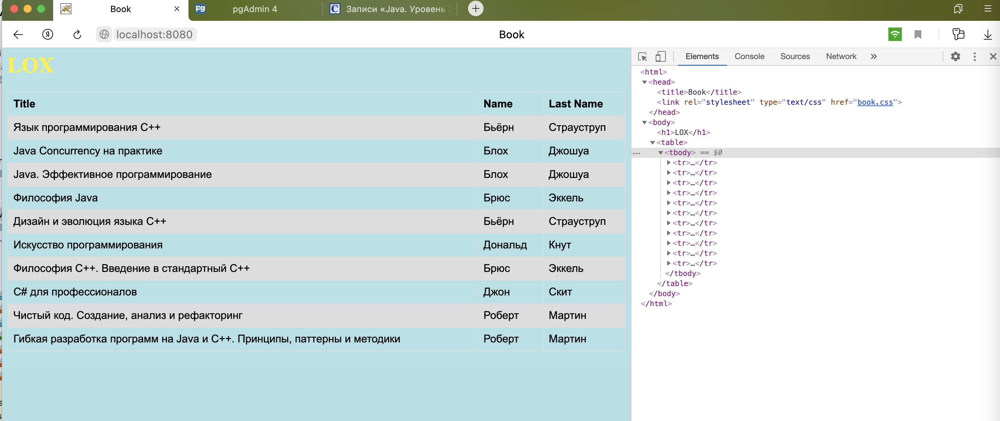 Book
pg pgAdmin 4
C Записи «Java. Уровень
Я localhost:8080 Book
LOX
Title Name Last Name
Язык программирования C++ Бьёрн Страуструп
Java Concurrency на практике Блох Джошуа
Java. Эффективное программирование Блох Джошуа
Философия Java Брюс Эккель
Дизайн и эволюция языка C++ Бьёрн Страуструп
Искусство программирования Дональд Кнут
Философия C++. Введение в стандартный C++ Брюс Эккель
C# для профессионалов Джон Скит
Чистый код. Создание, анализ и рефакторинг Роберт Мартин
Гибкая разработка программ на Java и C++. Принципы, паттерны и методики Роберт Мартин
Elements Console Sources Network »
<html>
<head>
<title>Book</title>
<link rel="stylesheet" type="text/css" href="book.css">
</head>
<body>
<h1>LOX</h1>
<table>
… <tbody> == $0
<tr>…</tr>
<tr>…</tr>
<tr>…</tr>
<tr>…</tr>
<tr>…</tr>
<tr>…</tr>
<tr>…</tr>
<tr>…</tr>
<tr>…</tr>
<tr>…</tr>
<tr>…</tr>
</tbody>
</table>
</body>
</html>